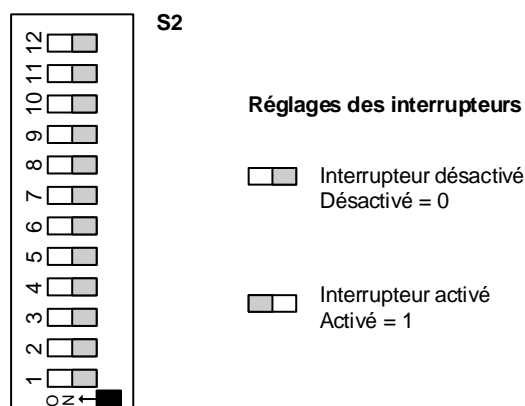 S2
12
11
10
9
8
7
6
5
4
3
2
1
ON
Réglages des interrupteurs
Interrupteur désactivé
Désactivé = 0
Interrupteur activé
Activé = 1